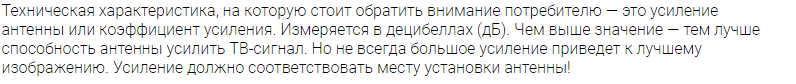 Техническая характеристика, на которую стоит обратить внимание потребителю — это усиление
антенны или коэффициент усиления. Измеряется в децибеллах (дБ). Чем выше значение — тем лучше
способность антенны усилить ТВ-сигнал. Но не всегда большое усиление приведет к лучшему
изображению. Усиление должно соответствовать месту установки антенны!